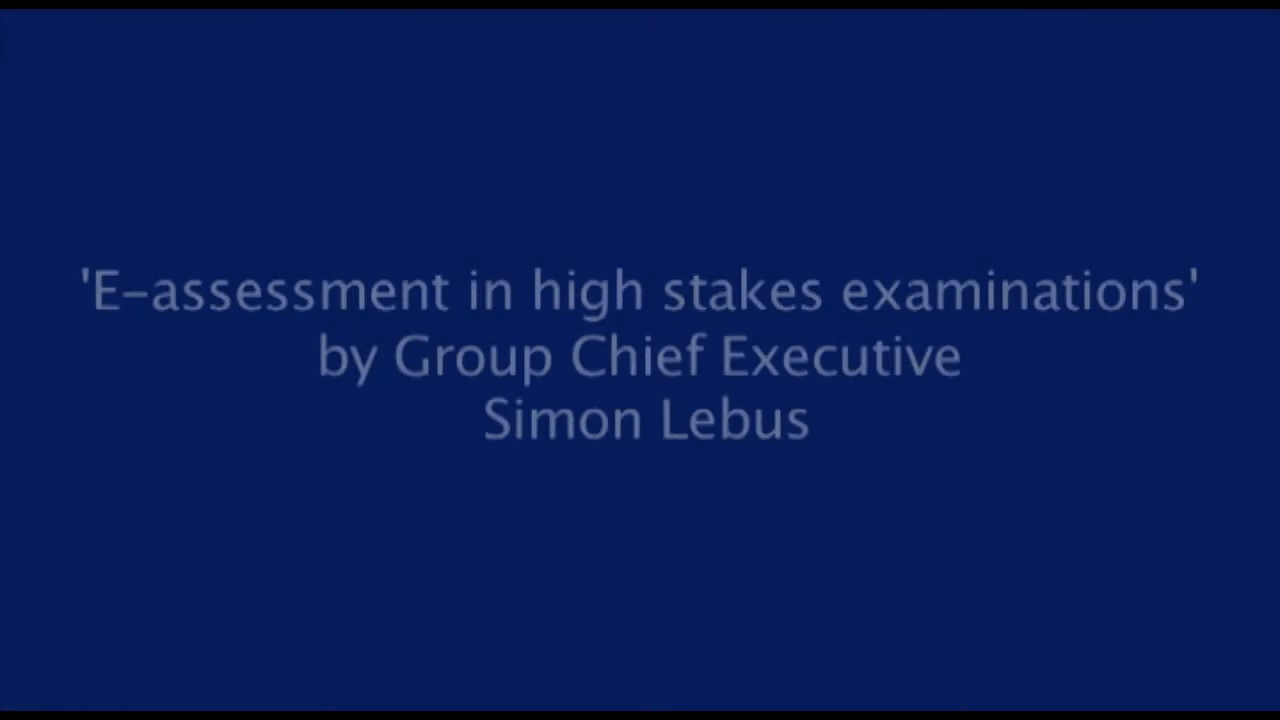 'E-assessment in high stakes examinations'
by Group Chief Executive
Simon Lebus